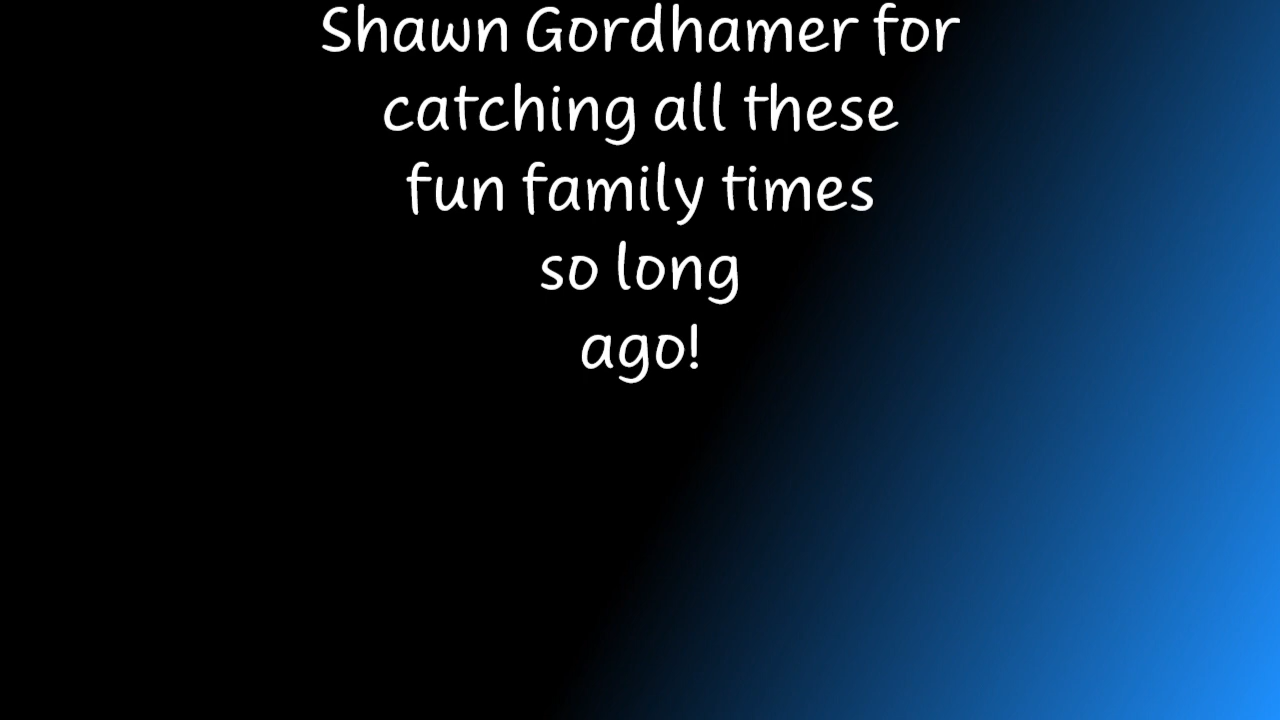 Shawn Gordhamer for
catching all these
fun family times
so long
ago!